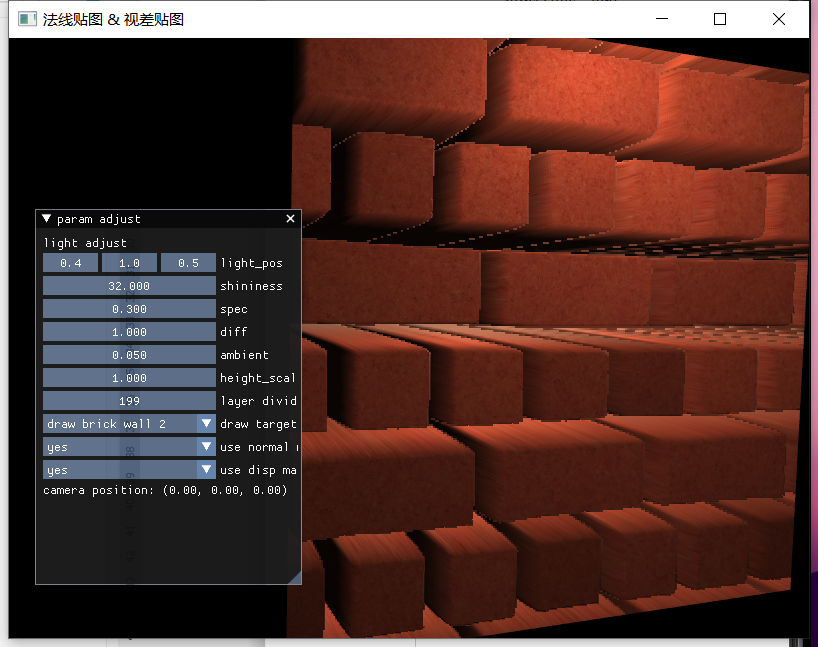 法线贴图 & 视差贴图
param adjust
light adjust
0.4 1.0 0.5 light_pos
32.000 shininess
0.300 spec
1.000 diff
0.050 ambient
1.000 height_scal
199 layer divid
draw brick wall 2 draw target
yes use normal
yes use disp ma
camera position: (0.00, 0.00, 0.00)